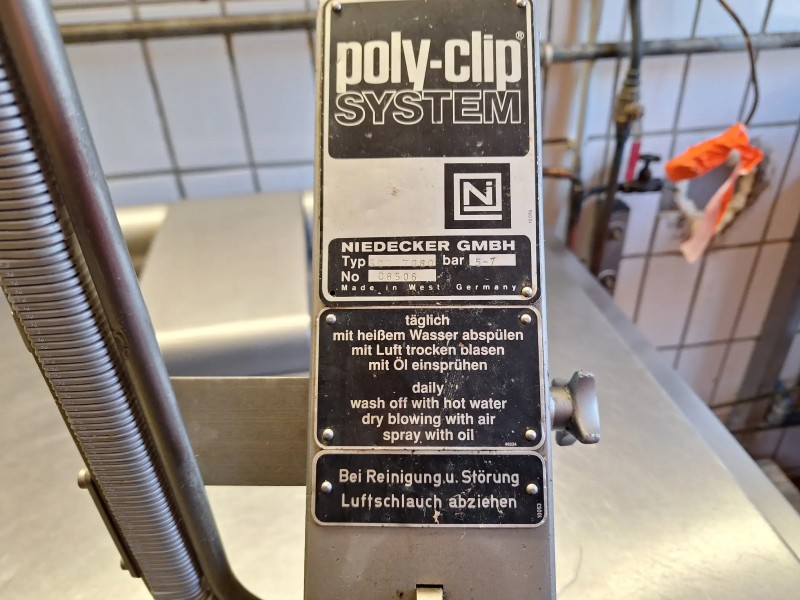 poly-clip®
SYSTEM
NIEDECKER GMBH
Typ 7080 bar 5-7
No 08506
Made in West Germany
täglich
mit heißem Wasser abspülen
mit Luft trocken blasen
mit Öl einsprühen
daily
wash off with hot water
dry blowing with air
spray with oil
Bei Reinigung.u. Störung
Luftschlauch abziehen